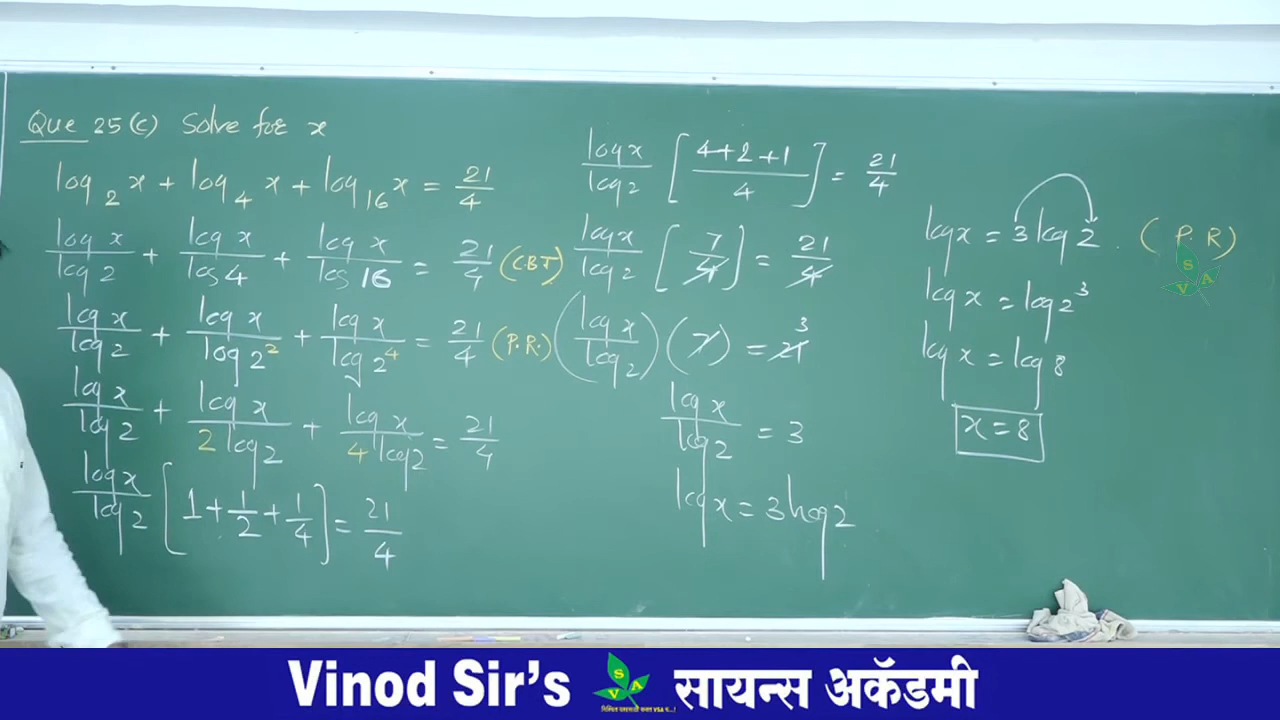 Que 25 (c) Solve for x
log₂ x + log₄ x + log₁₆ x = 21/4
log x / log 2 + log x / log 4 + log x / log 16 = 21/4 (CBT)
log x / log 2 + log x / log 2² + log x / log 2⁴ = 21/4 (P.R.)
log x / log 2 + log x / 2 log 2 + log x / 4 log 2 = 21/4
log x / log 2 [1 + 1/2 + 1/4] = 21/4
log x / log 2 [4+2+1 / 4] = 21/4
log x / log 2 [7/4] = 21/4
(log x / log 2) (7) = 21 3
log x / log 2 = 3
log x = 3 log 2
log x = 3 log 2 . (P.R)
log x = log 2³
log x = log 8
x = 8
S
V A
Vinod Sir's S V A सायन्स अकॅडमी